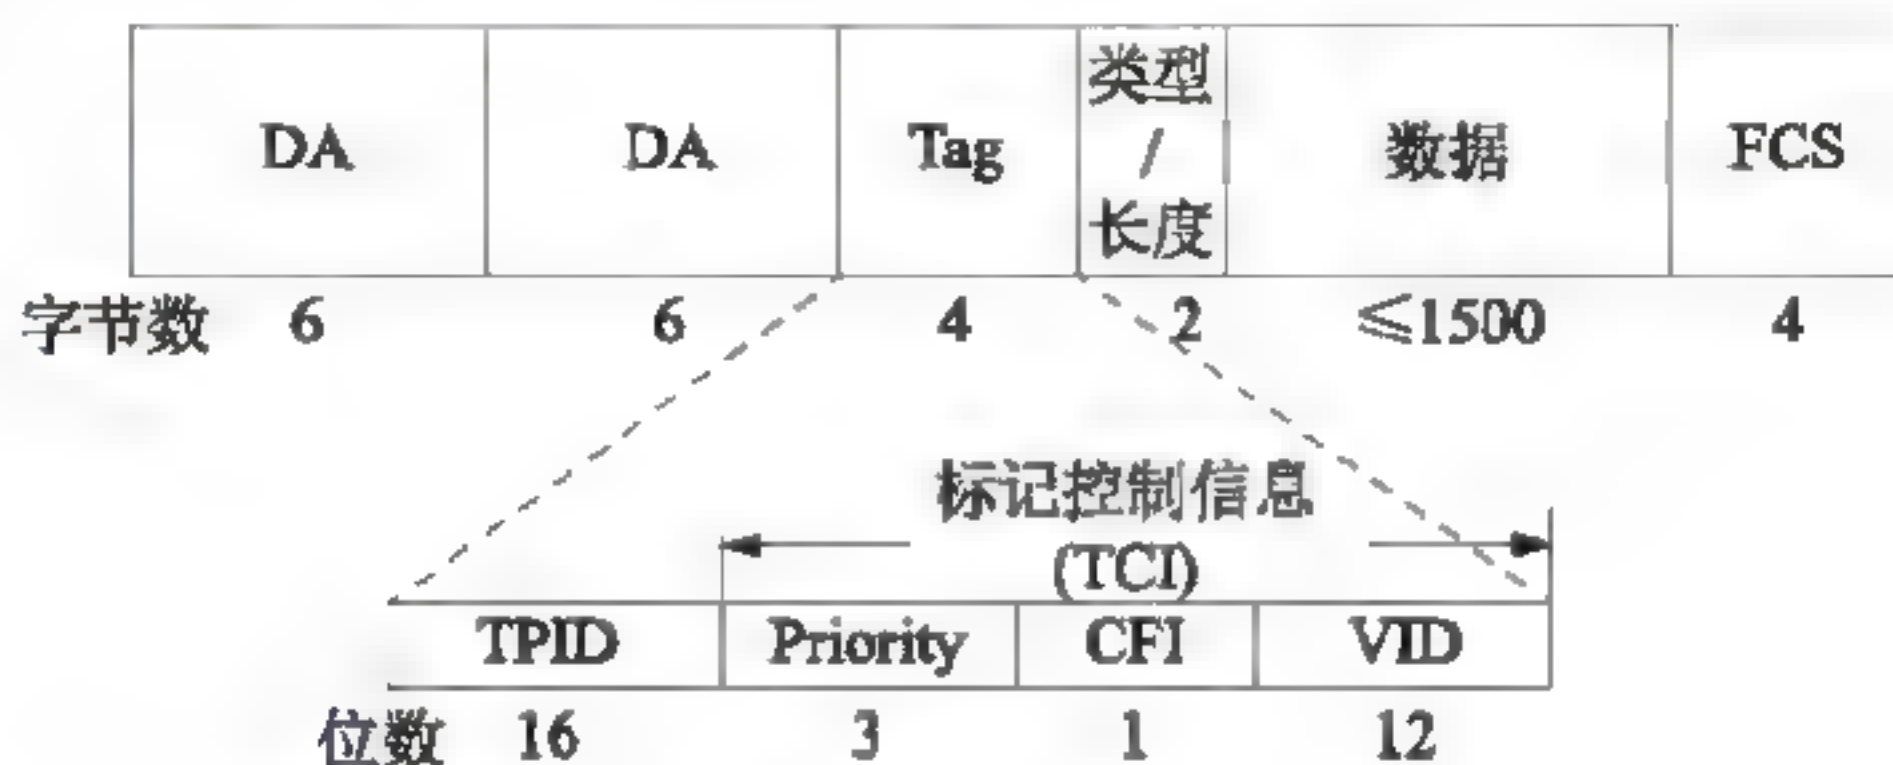 DA DA Tag 类型/长度 数据 FCS
字节数 6 6 4 2 ≤1500 4
标记控制信息
(TCI)
TPID Priority CFI VID
位数 16 3 1 12